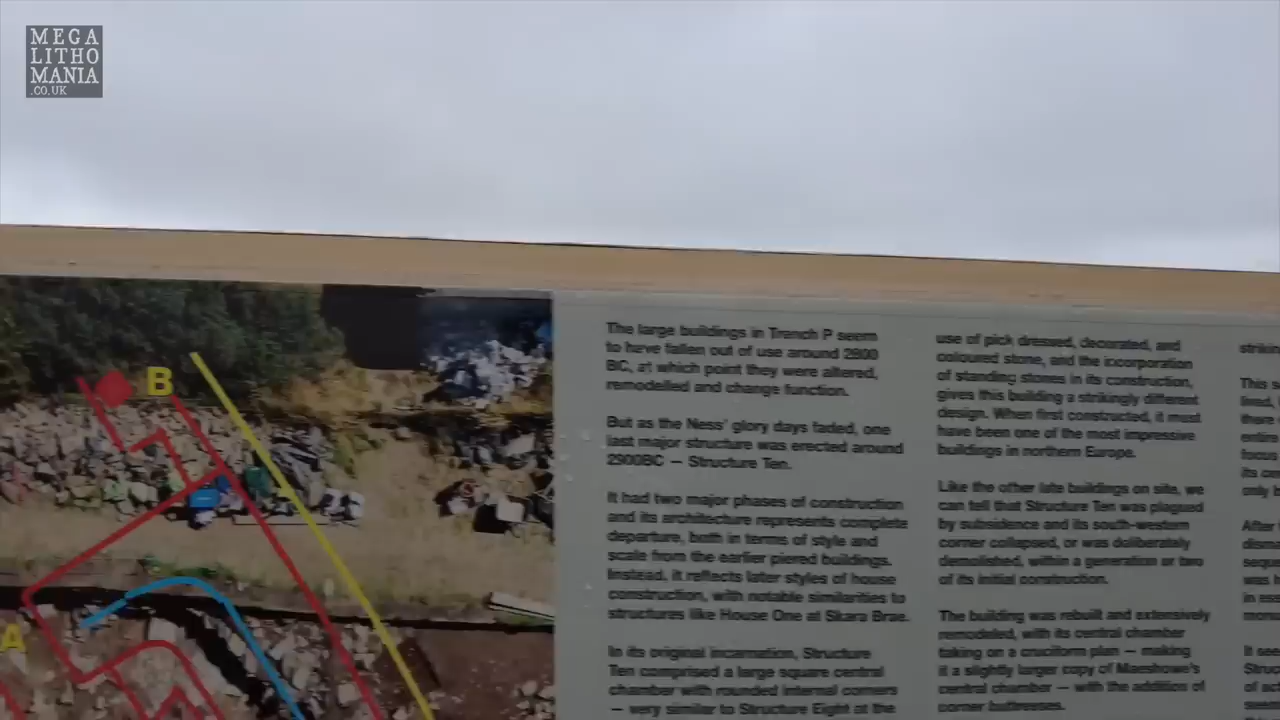 MEGA
LITHO
MANIA
.CO.UK
B
A
The large buildings in Trench P seem
to have fallen out of use around 2800
BC, at which point they were altered,
remodelled and change function.
But as the Ness' glory days faded, one
last major structure was erected around
2900BC — Structure Ten.
It had two major phases of construction
and its architecture represents complete
departure, both in terms of style and
scale from the earlier piered buildings.
Instead, it reflects later styles of house
construction, with notable similarities to
structures like House One at Skara Brae.
In its original incarnation, Structure
Ten comprised a large square central
chamber with rounded internal corners
— very similar to Structure Eight at the
use of pick dressed, decorated, and
coloured stone, and the incorporation
of standing stones in its construction,
gives this building a strikingly different
design. When first constructed, it must
have been one of the most impressive
buildings in northern Europe.
Like the other late buildings on site, we
can tell that Structure Ten was plagued
by subsidence and its south-western
corner collapsed, or was deliberately
demolished, within a generation or two
of its initial construction.
The building was rebuilt and extensively
remodeled, with its central chamber
taking on a cruciform plan — making
it a slightly larger copy of Maeshowe's
central chamber — with the addition of
corner buttresses.